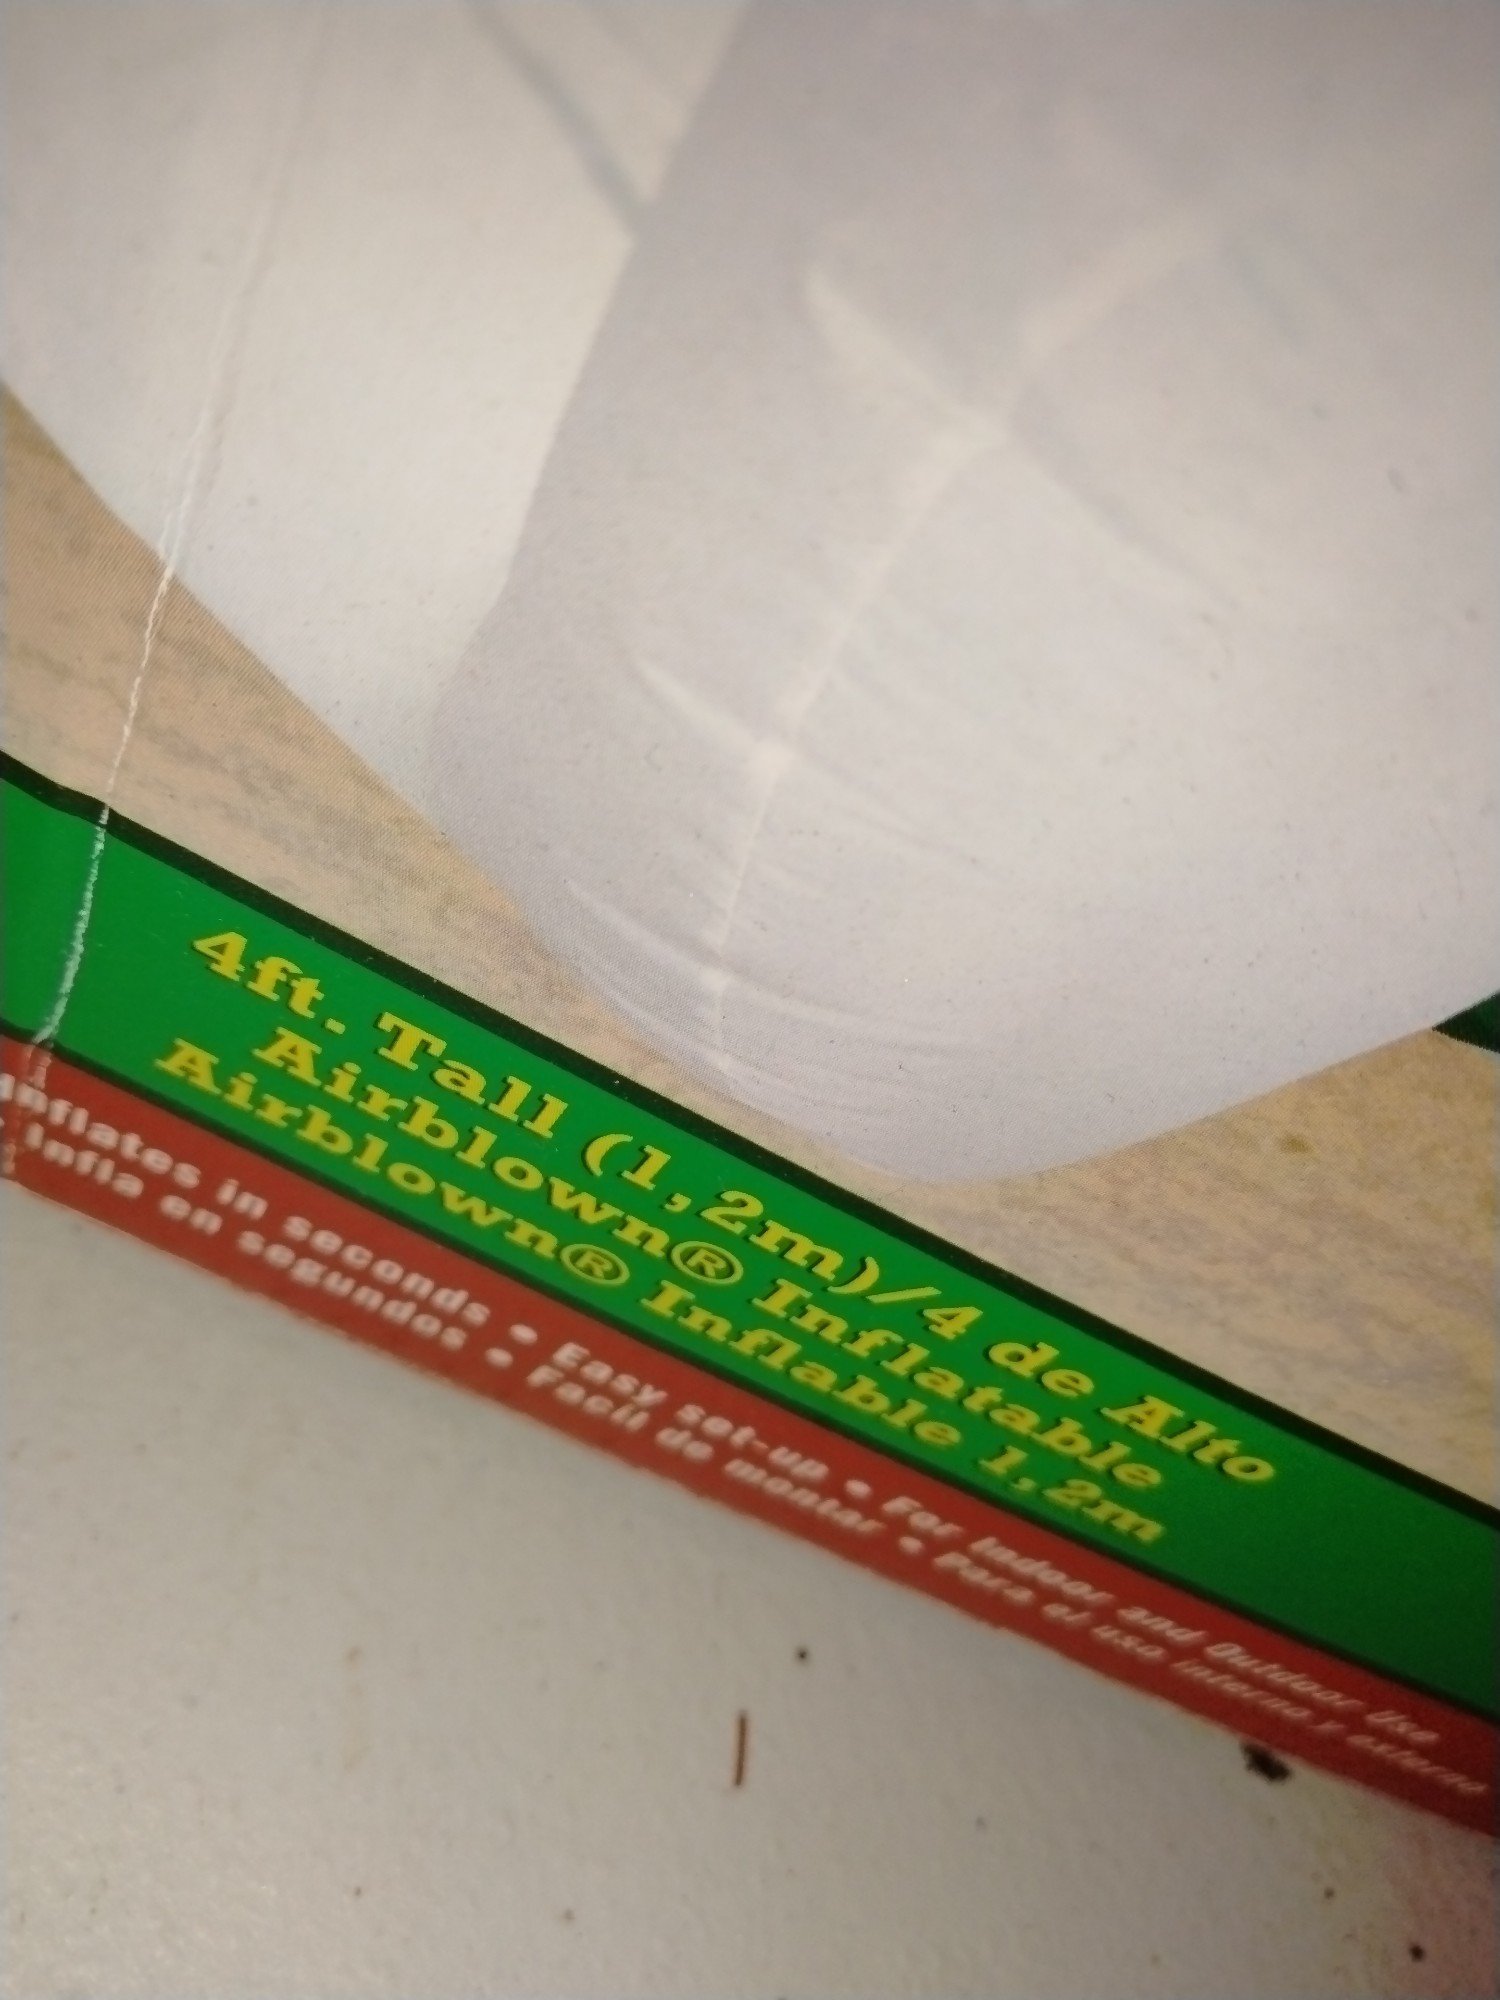 4ft. Tall (1,2m)/4 de Alto
Airblown® Inflatable
Airblown® Inflable 1,2m
Inflates in seconds • Easy set-up • For Indoor and Outdoor Use
Infla en segundos • Facil de montar • Para el uso interno y externo